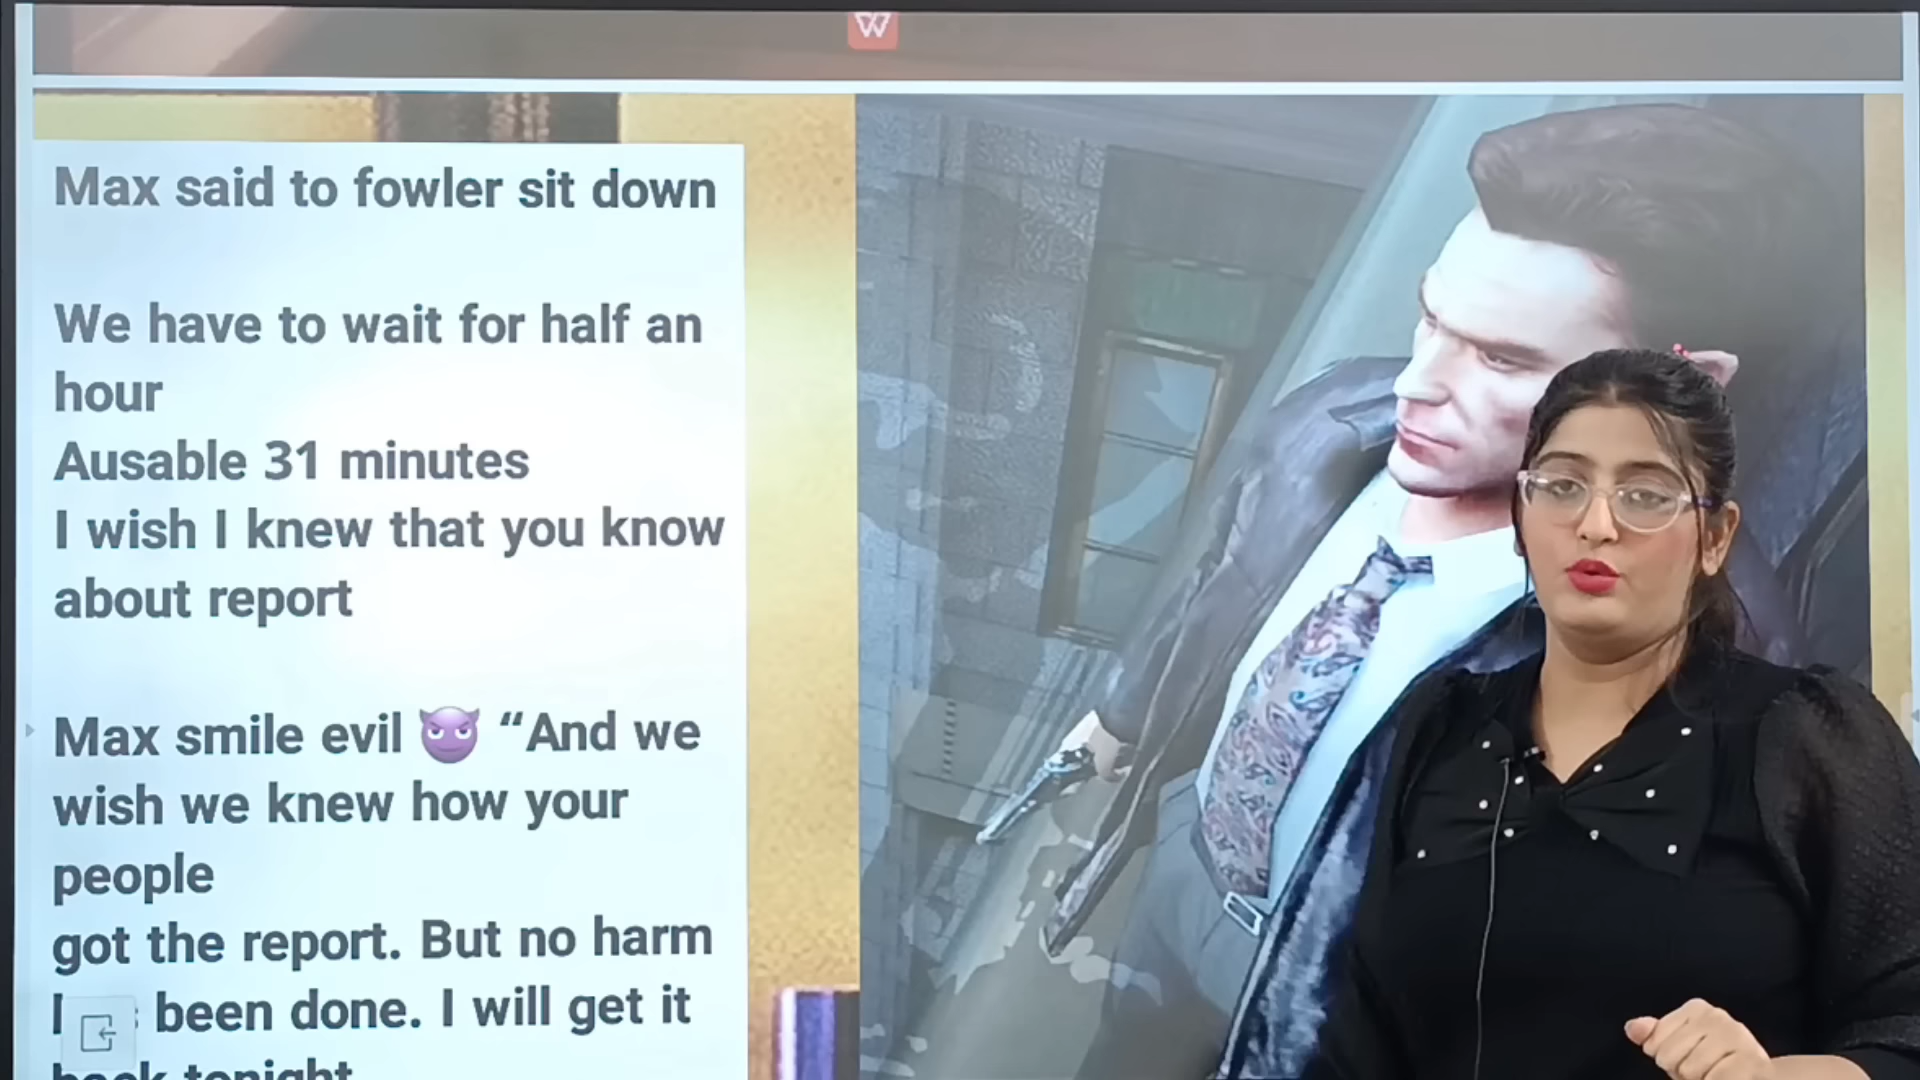 Max said to fowler sit down
We have to wait for half an
hour
Ausable 31 minutes
I wish I knew that you know
about report
Max smile evil 😈 “And we
wish we knew how your
people
got the report. But no harm
been done. I will get it
back tonight